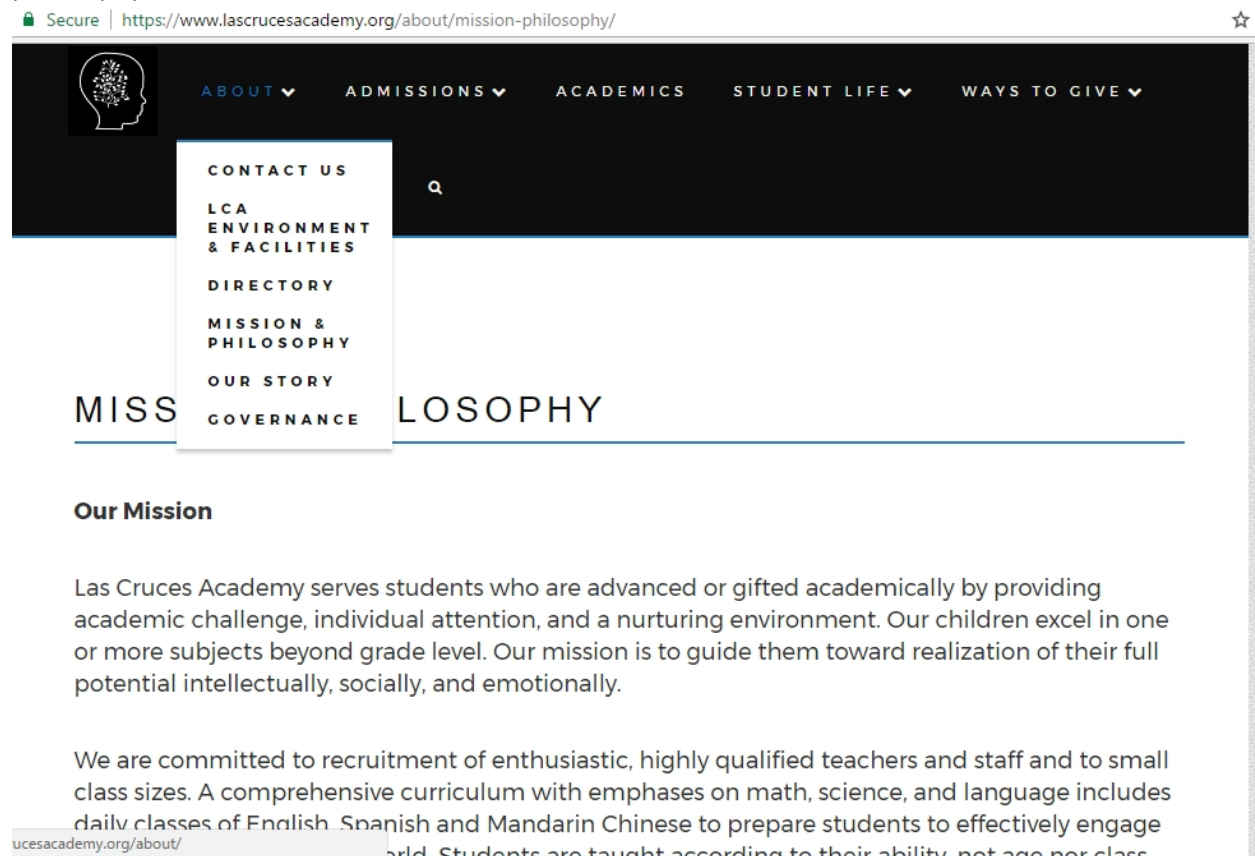 Secure | https://www.lascrucesacademy.org/about/mission-philosophy/
ABOUT ADMISSIONS ACADEMICS STUDENT LIFE WAYS TO GIVE
CONTACT US
LCA
ENVIRONMENT
& FACILITIES
DIRECTORY
MISSION &
PHILOSOPHY
OUR STORY
GOVERNANCE
MISS LOSOPHY
Our Mission
Las Cruces Academy serves students who are advanced or gifted academically by providing
academic challenge, individual attention, and a nurturing environment. Our children excel in one
or more subjects beyond grade level. Our mission is to guide them toward realization of their full
potential intellectually, socially, and emotionally.
We are committed to recruitment of enthusiastic, highly qualified teachers and staff and to small
class sizes. A comprehensive curriculum with emphases on math, science, and language includes
daily classes of English, Spanish and Mandarin Chinese to prepare students to effectively engage
ucesacademy.org/about/
orld. Students are taught according to their ability, not age nor class